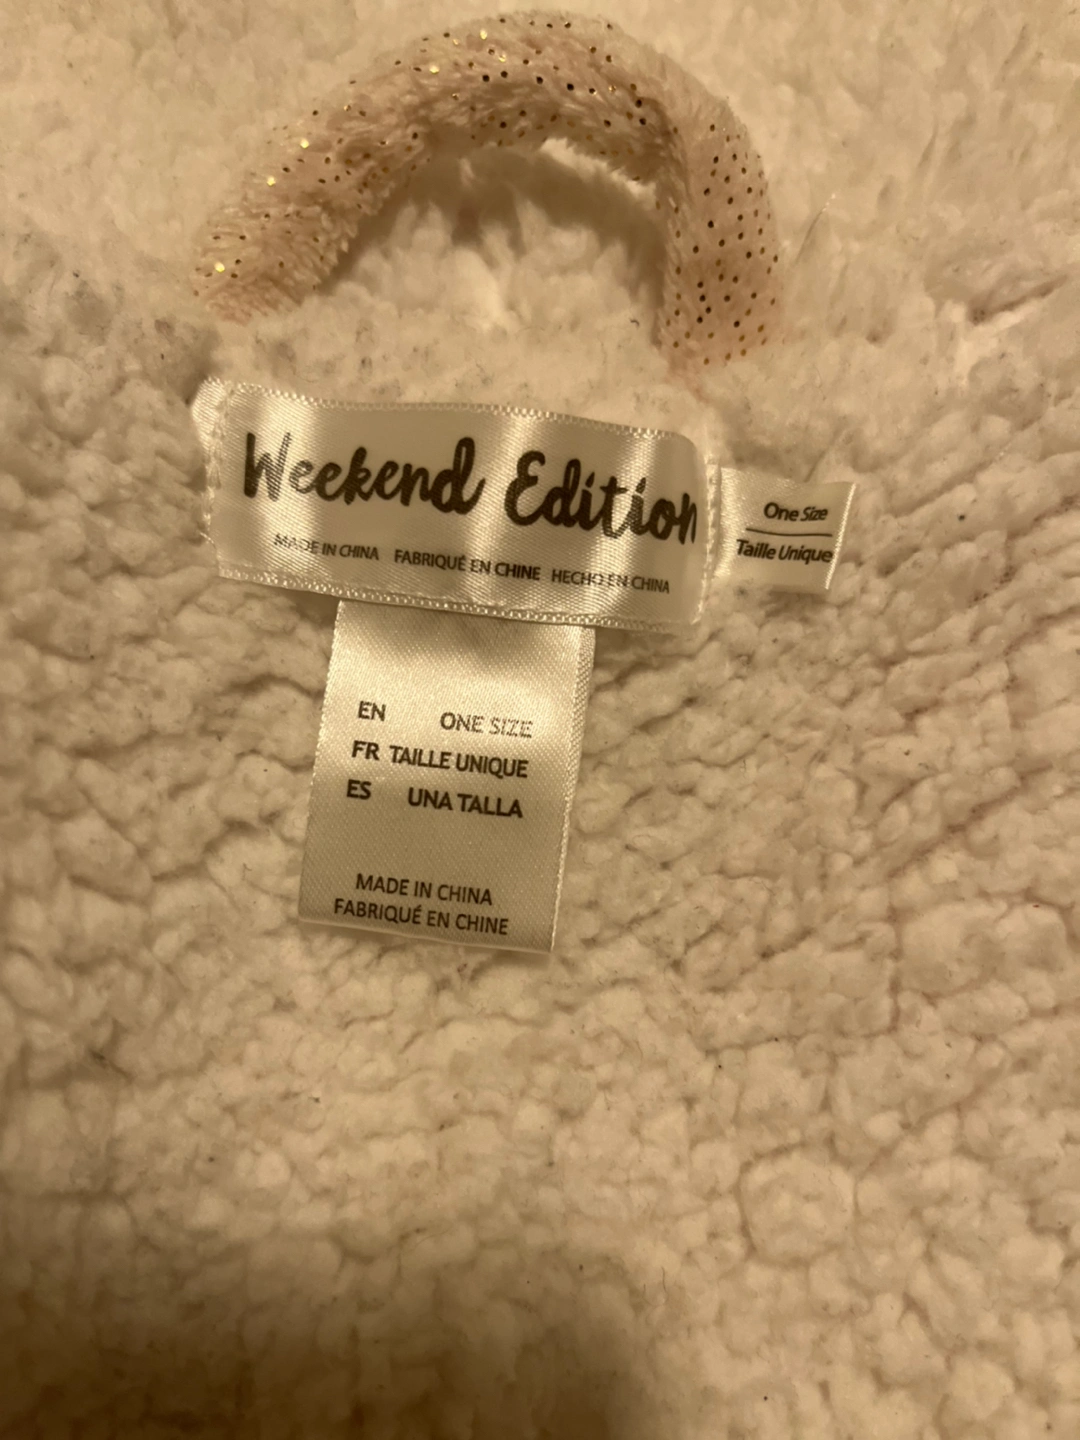 Weekend Edition
MADE IN CHINA FABRIQUÉ EN CHINE HECHO EN CHINA
One Size
Taille Unique
EN ONE SIZE
FR TAILLE UNIQUE
ES UNA TALLA
MADE IN CHINA
FABRIQUÉ EN CHINE